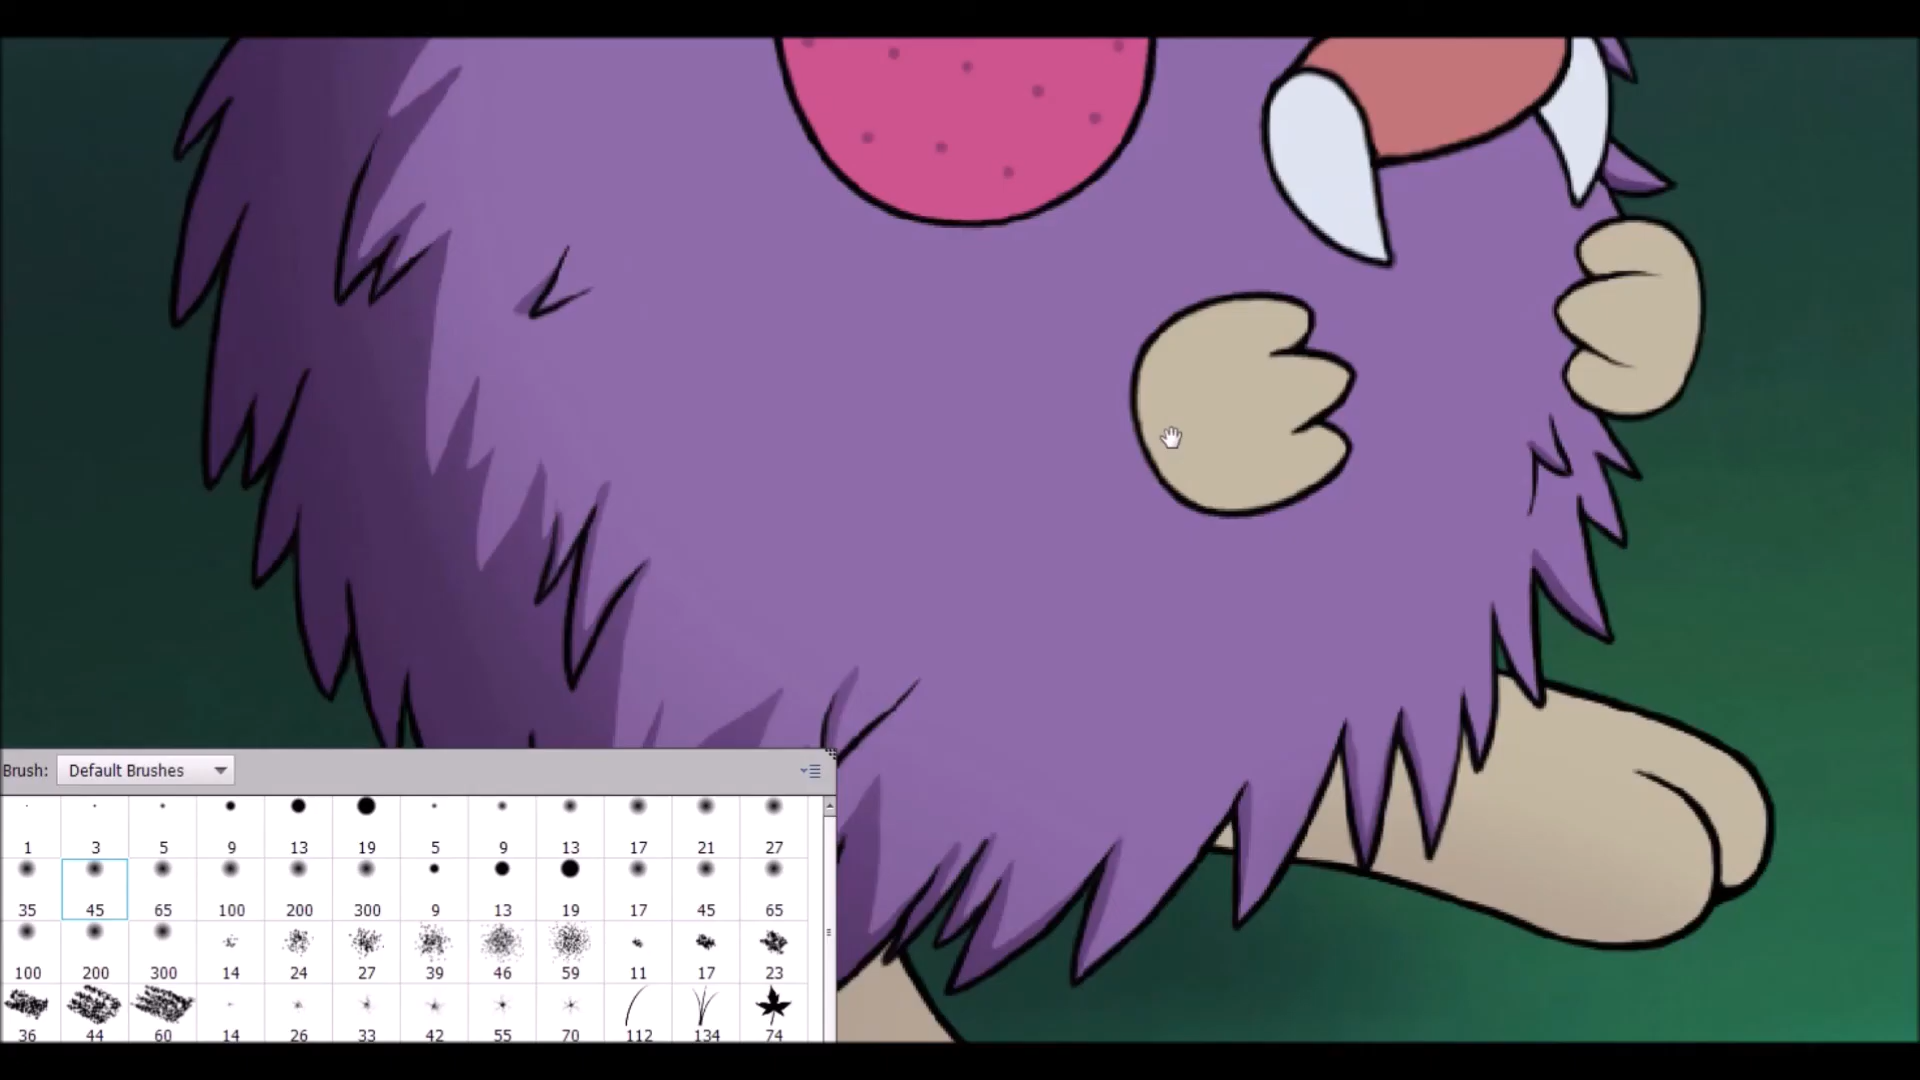 Brush: Default Brushes
1 3 5 9 13 19 5 9 13 17 21 27
35 45 65 100 200 300 9 13 19 17 45 65
100 200 300 14 24 27 39 46 59 11 17 23
36 44 60 14 26 33 42 55 70 112 134 74